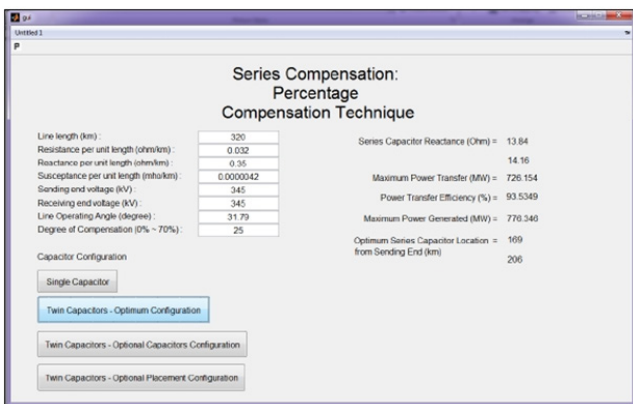 gui
Untitled 1
Series Compensation:
Percentage
Compensation Technique
Line length (km) : 320
Resistance per unit length (ohm/km) : 0.032
Reactance per unit length (ohm/km) : 0.35
Susceptance per unit length (mho/km) : 0.0000042
Sending end voltage (kV) : 345
Receiving end voltage (kV) : 345
Line Operating Angle (degree) : 31.79
Degree of Compensation (0% ~ 70%) : 25
Capacitor Configuration
Single Capacitor
Twin Capacitors - Optimum Configuration
Twin Capacitors - Optional Capacitors Configuration
Twin Capacitors - Optional Placement Configuration
Series Capacitor Reactance (Ohm) = 13.84
14.16
Maximum Power Transfer (MW) = 726.154
Power Transfer Efficiency (%) = 93.5349
Maximum Power Generated (MW) = 776.346
Optimum Series Capacitor Location = 169
from Sending End (km)
206